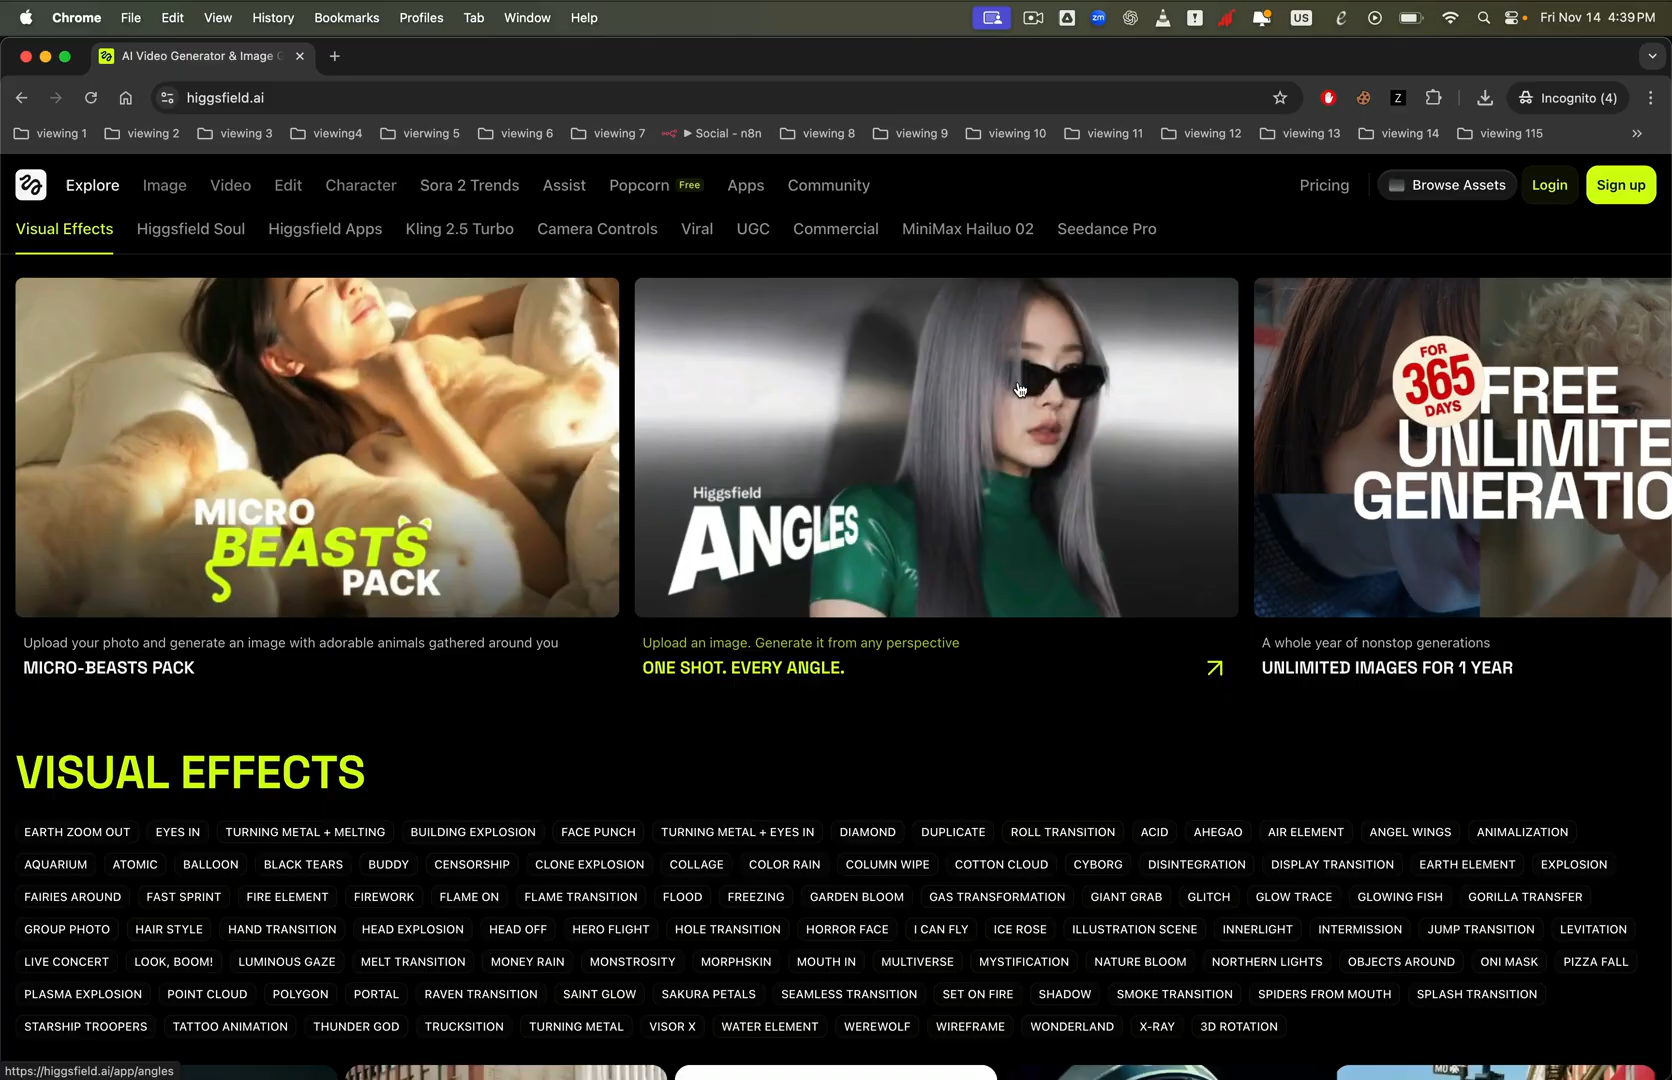 Chrome File Edit View History Bookmarks Profiles Tab Window Help zm US Fri Nov 14 4:39 PM
AI Video Generator & Image G
higgsfield.ai Z Incognito (4)
viewing 1 viewing 2 viewing 3 viewing4 vierwing 5 viewing 6 viewing 7 ▶ Social - n8n viewing 8 viewing 9 viewing 10 viewing 11 viewing 12 viewing 13 viewing 14 viewing 115
Explore Image Video Edit Character Sora 2 Trends Assist Popcorn Free Apps Community Pricing Browse Assets Login Sign up
Visual Effects Higgsfield Soul Higgsfield Apps Kling 2.5 Turbo Camera Controls Viral UGC Commercial MiniMax Hailuo 02 Seedance Pro
MICRO
BEASTS
PACK
Higgsfield
ANGLES
FOR
365
DAYS
FREE
UNLIMITE
GENERATIO
Upload your photo and generate an image with adorable animals gathered around you
MICRO-BEASTS PACK
Upload an image. Generate it from any perspective
ONE SHOT. EVERY ANGLE.
A whole year of nonstop generations
UNLIMITED IMAGES FOR 1 YEAR
VISUAL EFFECTS
EARTH ZOOM OUT EYES IN TURNING METAL + MELTING BUILDING EXPLOSION FACE PUNCH TURNING METAL + EYES IN DIAMOND DUPLICATE ROLL TRANSITION ACID AHEGAO AIR ELEMENT ANGEL WINGS ANIMALIZATION
AQUARIUM ATOMIC BALLOON BLACK TEARS BUDDY CENSORSHIP CLONE EXPLOSION COLLAGE COLOR RAIN COLUMN WIPE COTTON CLOUD CYBORG DISINTEGRATION DISPLAY TRANSITION EARTH ELEMENT EXPLOSION
FAIRIES AROUND FAST SPRINT FIRE ELEMENT FIREWORK FLAME ON FLAME TRANSITION FLOOD FREEZING GARDEN BLOOM GAS TRANSFORMATION GIANT GRAB GLITCH GLOW TRACE GLOWING FISH GORILLA TRANSFER
GROUP PHOTO HAIR STYLE HAND TRANSITION HEAD EXPLOSION HEAD OFF HERO FLIGHT HOLE TRANSITION HORROR FACE I CAN FLY ICE ROSE ILLUSTRATION SCENE INNERLIGHT INTERMISSION JUMP TRANSITION LEVITATION
LIVE CONCERT LOOK, BOOM! LUMINOUS GAZE MELT TRANSITION MONEY RAIN MONSTROSITY MORPHSKIN MOUTH IN MULTIVERSE MYSTIFICATION NATURE BLOOM NORTHERN LIGHTS OBJECTS AROUND ONI MASK PIZZA FALL
PLASMA EXPLOSION POINT CLOUD POLYGON PORTAL RAVEN TRANSITION SAINT GLOW SAKURA PETALS SEAMLESS TRANSITION SET ON FIRE SHADOW SMOKE TRANSITION SPIDERS FROM MOUTH SPLASH TRANSITION
STARSHIP TROOPERS TATTOO ANIMATION THUNDER GOD TRUCKSITION TURNING METAL VISOR X WATER ELEMENT WEREWOLF WIREFRAME WONDERLAND X-RAY 3D ROTATION
https://higgsfield.ai/app/angles